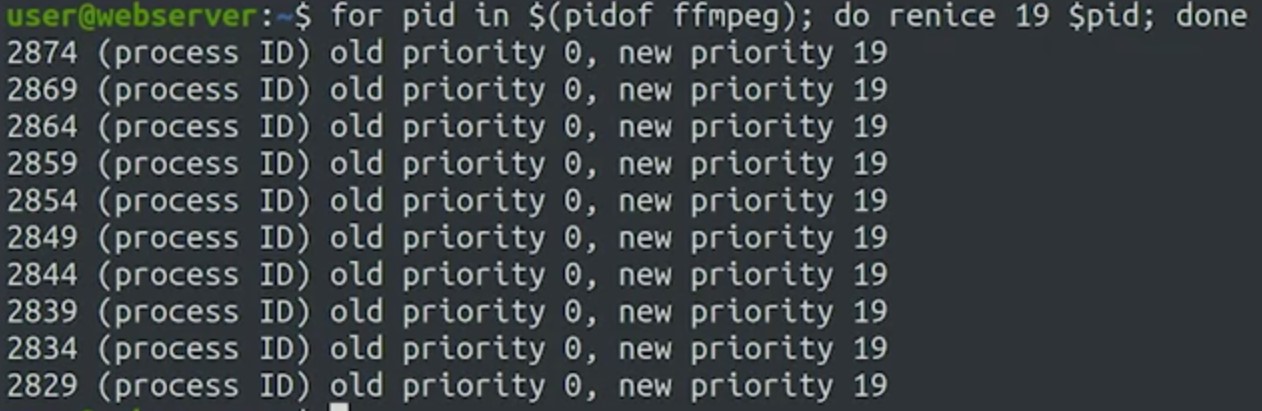 user@webserver:~$ for pid in $(pidof ffmpeg); do renice 19 $pid; done
2874 (process ID) old priority 0, new priority 19
2869 (process ID) old priority 0, new priority 19
2864 (process ID) old priority 0, new priority 19
2859 (process ID) old priority 0, new priority 19
2854 (process ID) old priority 0, new priority 19
2849 (process ID) old priority 0, new priority 19
2844 (process ID) old priority 0, new priority 19
2839 (process ID) old priority 0, new priority 19
2834 (process ID) old priority 0, new priority 19
2829 (process ID) old priority 0, new priority 19